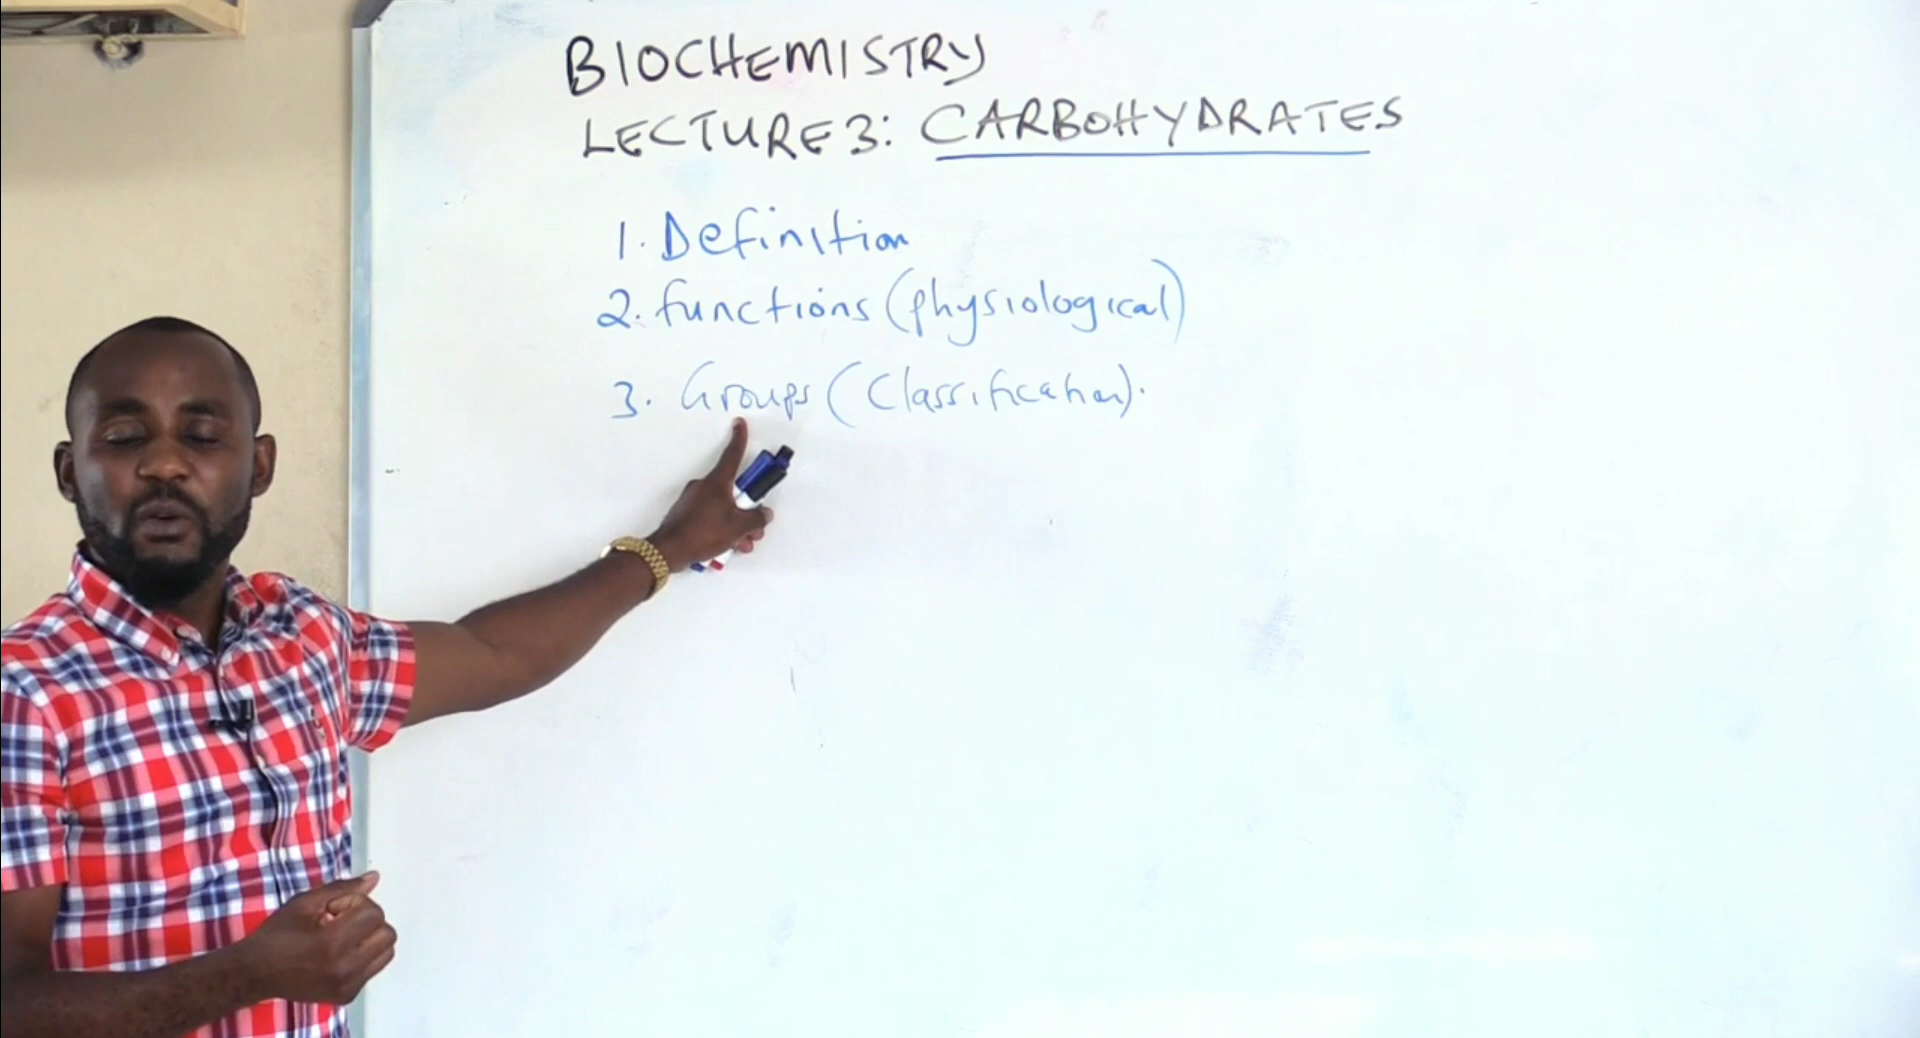 BIOCHEMISTRY
LECTURE 3: CARBOHYDRATES
1. Definition
2. functions (physiological)
3. Groups (Classification).